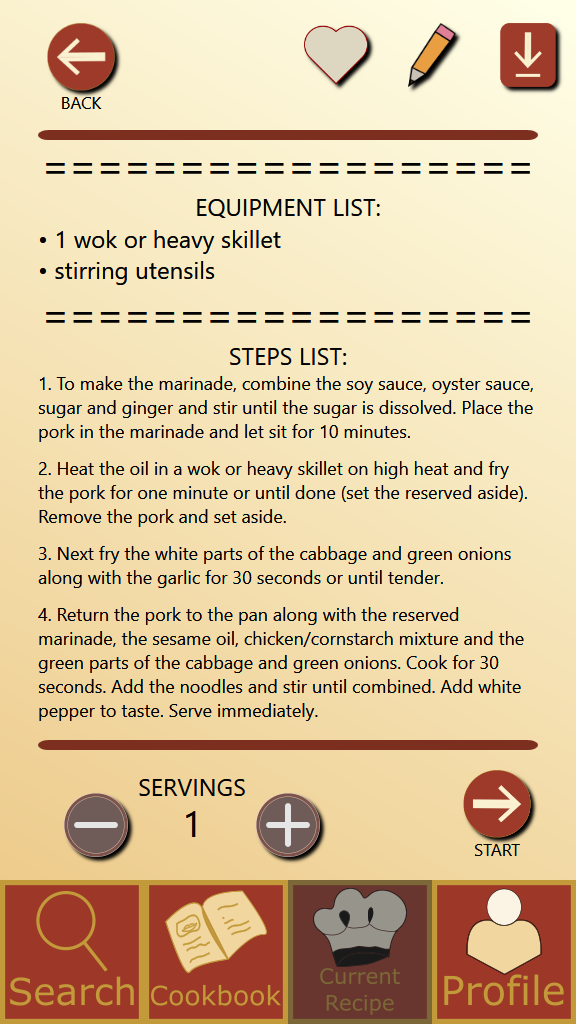 BACK
==================
EQUIPMENT LIST:
• 1 wok or heavy skillet
• stirring utensils
==================
STEPS LIST:
1. To make the marinade, combine the soy sauce, oyster sauce,
sugar and ginger and stir until the sugar is dissolved. Place the
pork in the marinade and let sit for 10 minutes.
2. Heat the oil in a wok or heavy skillet on high heat and fry
the pork for one minute or until done (set the reserved aside).
Remove the pork and set aside.
3. Next fry the white parts of the cabbage and green onions
along with the garlic for 30 seconds or until tender.
4. Return the pork to the pan along with the reserved
marinade, the sesame oil, chicken/cornstarch mixture and the
green parts of the cabbage and green onions. Cook for 30
seconds. Add the noodles and stir until combined. Add white
pepper to taste. Serve immediately.
SERVINGS
1
START
Search
Cookbook
Current
Recipe
Profile